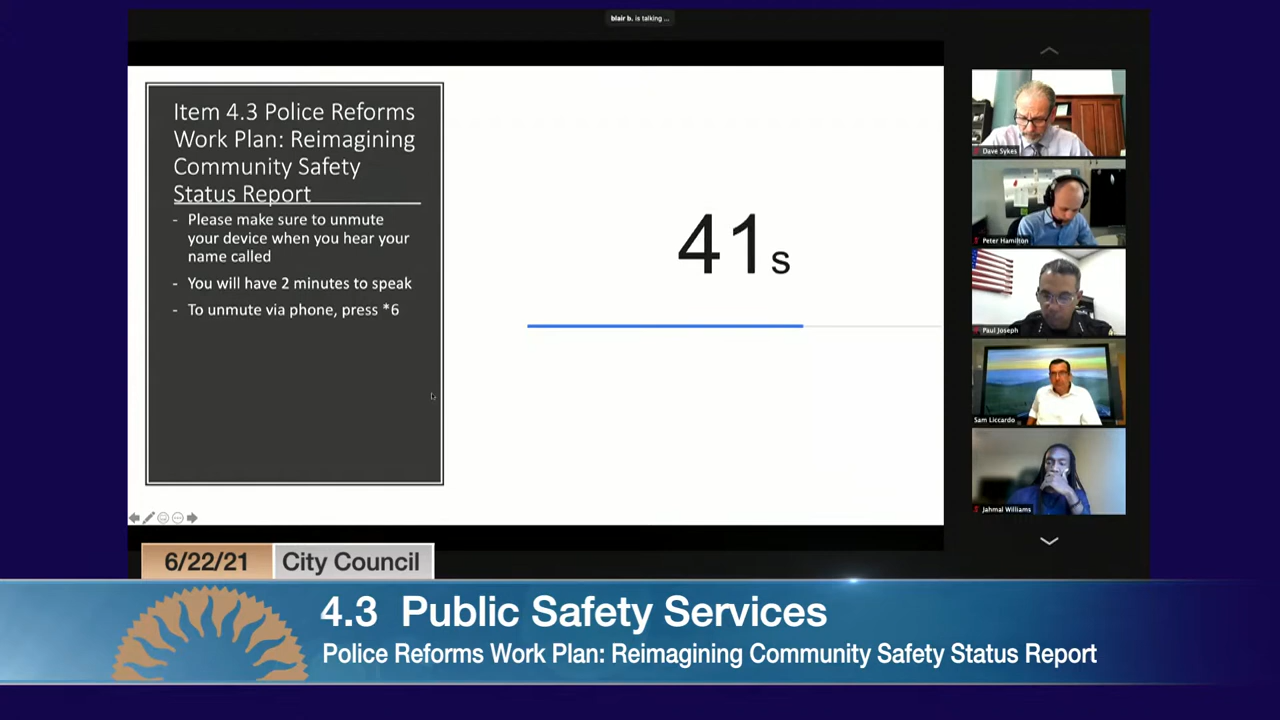 blair b. is talking ...
Item 4.3 Police Reforms
Work Plan: Reimagining
Community Safety
Status Report
- Please make sure to unmute
your device when you hear your
name called
- You will have 2 minutes to speak
- To unmute via phone, press *6
41s
Dave Sykes
Peter Hamilton
Paul Joseph
Sam Liccardo
Jahmal Williams
6/22/21 City Council
4.3 Public Safety Services
Police Reforms Work Plan: Reimagining Community Safety Status Report